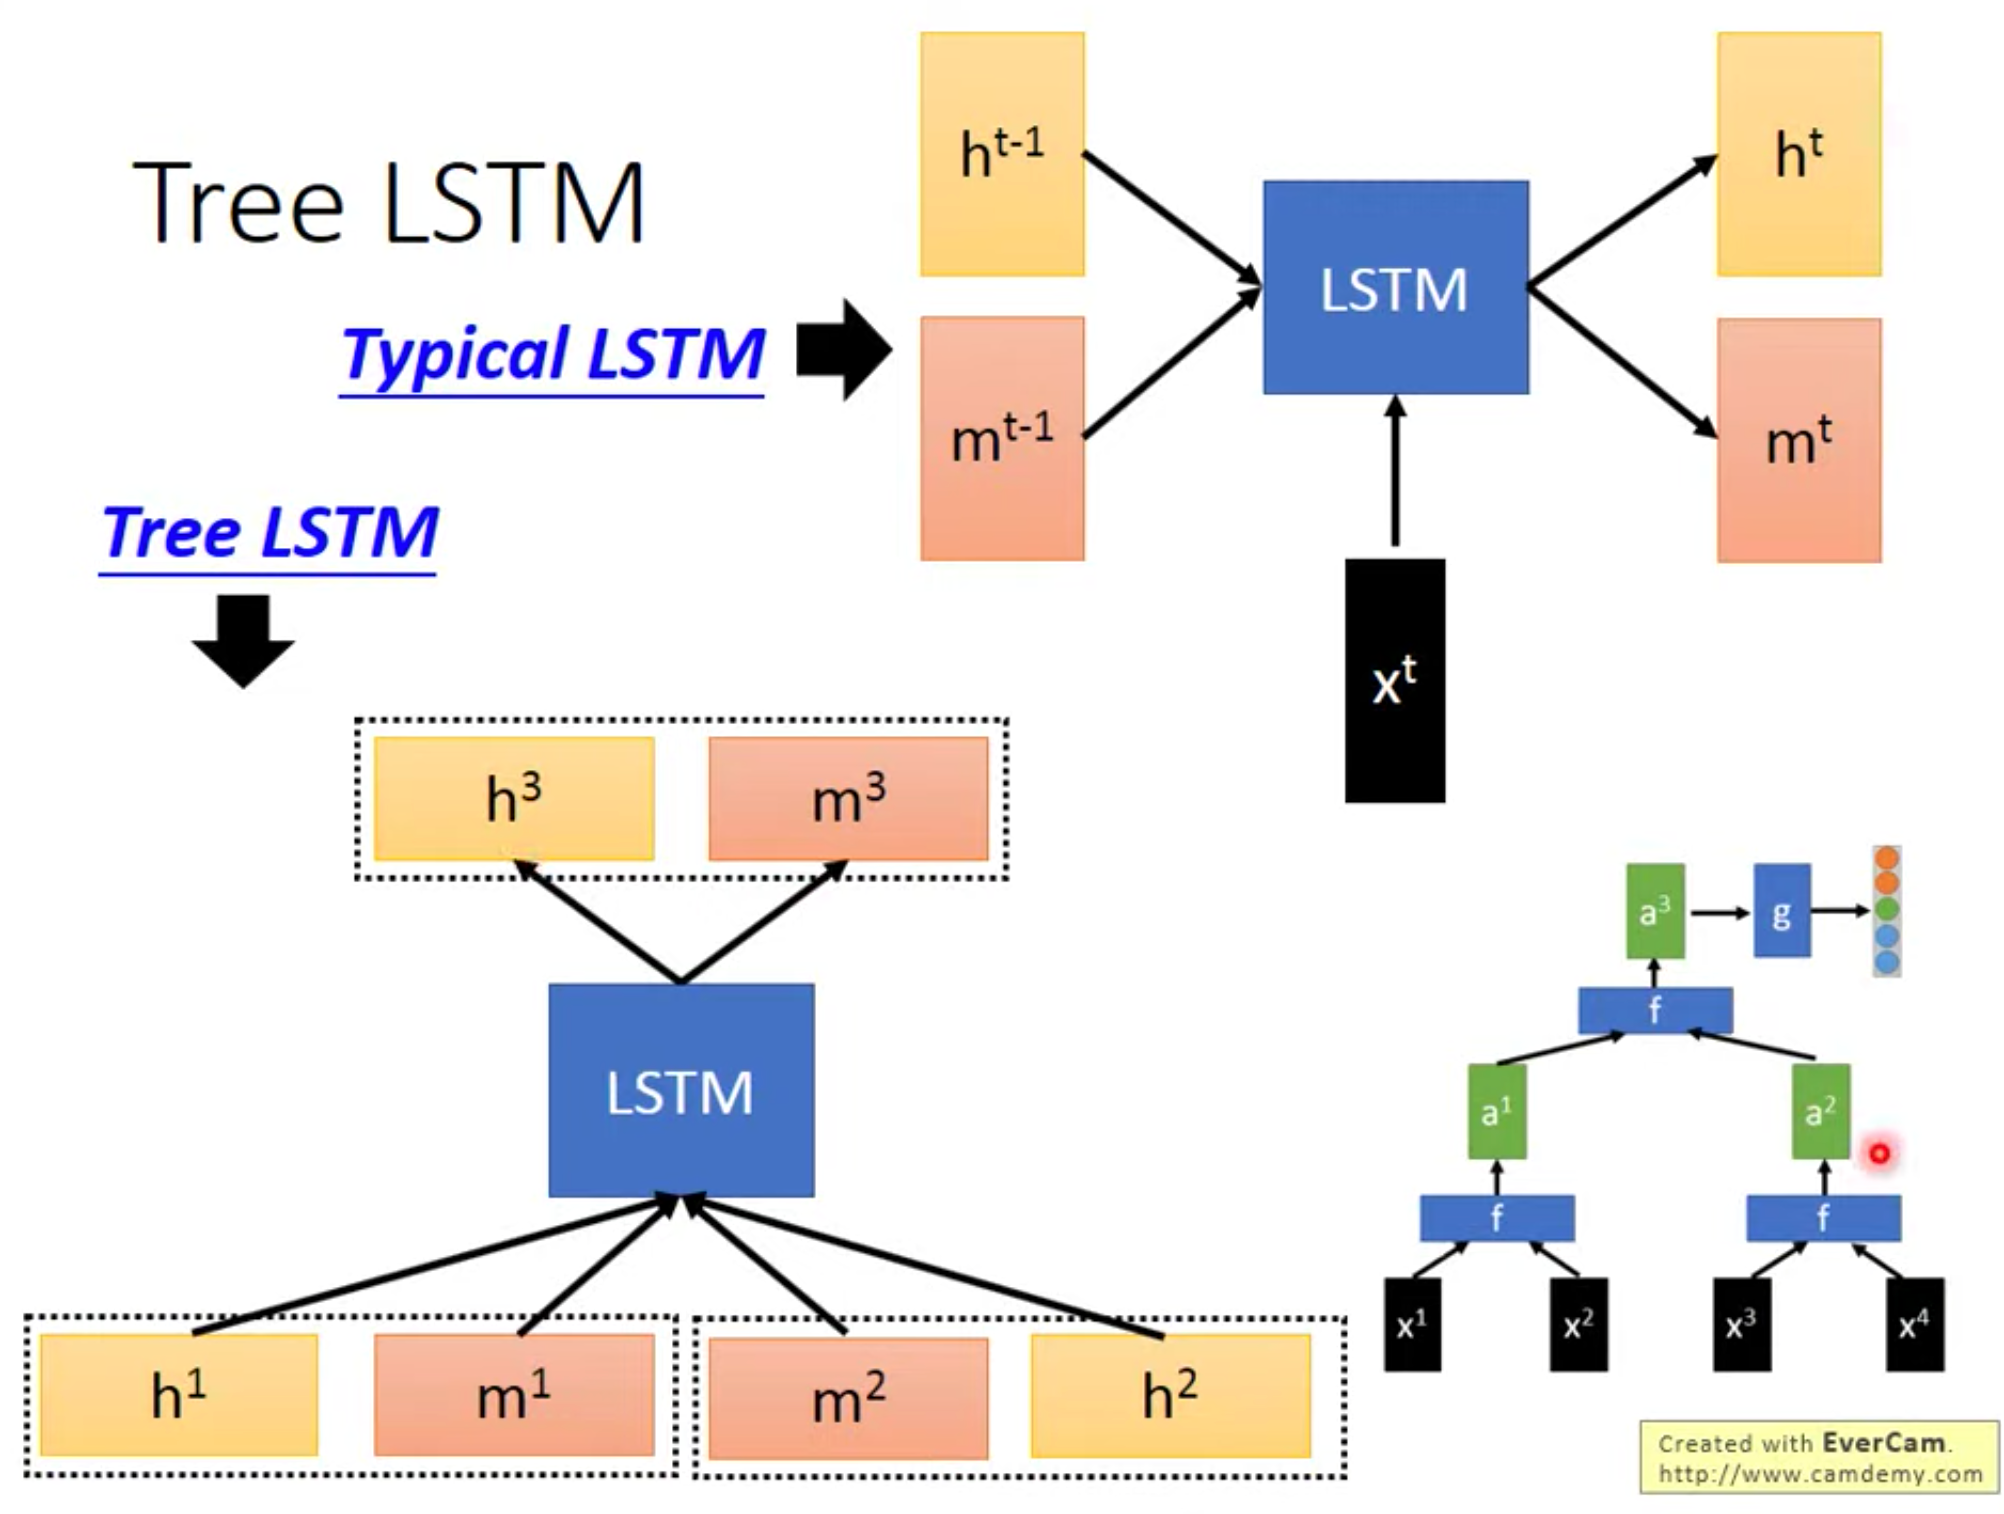 Tree LSTM
Typical LSTM
h^t-1
m^t-1
LSTM
x^t
h^t
m^t
Tree LSTM
h^3
m^3
LSTM
h^1
m^1
m^2
h^2
a^3
g
f
a^1
a^2
f
f
x^1
x^2
x^3
x^4
Created with EverCam.
http://www.camdemy.com